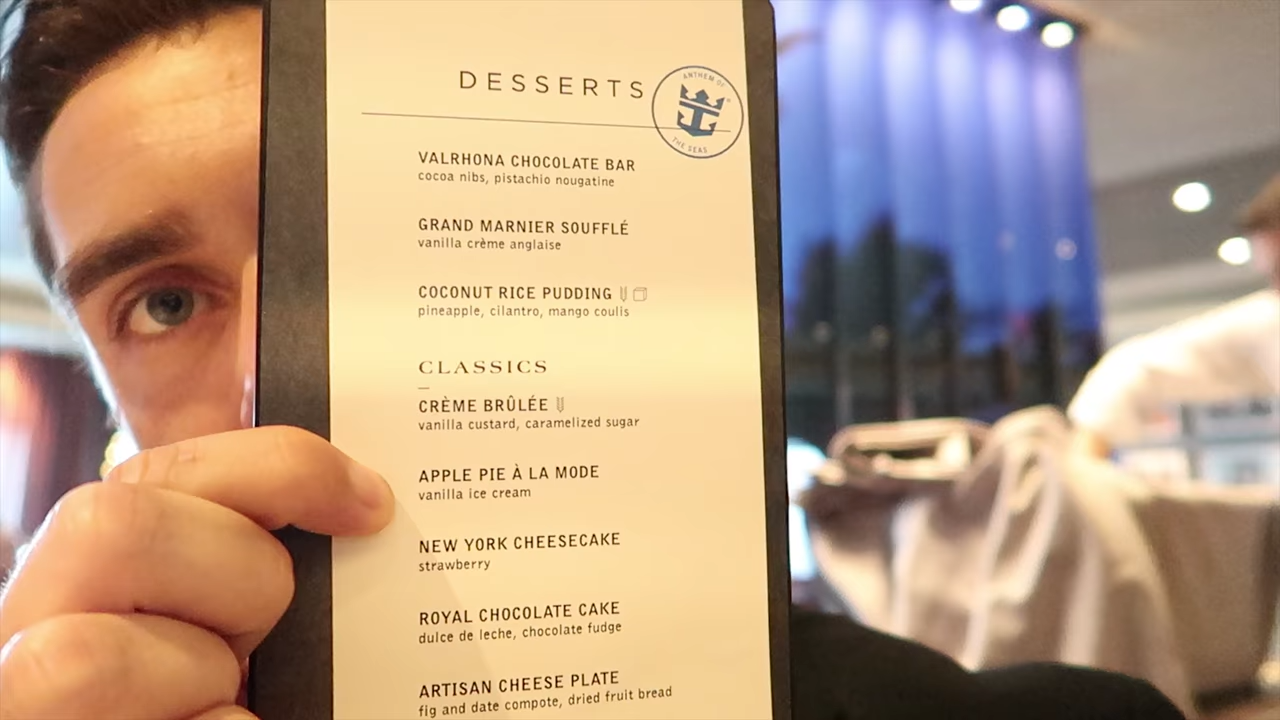 DESSERTS
ANTHEM OF
THE SEAS
VALRHONA CHOCOLATE BAR
cocoa nibs, pistachio nougatine
GRAND MARNIER SOUFFLÉ
vanilla crème anglaise
COCONUT RICE PUDDING
pineapple, cilantro, mango coulis
CLASSICS
CRÈME BRÛLÉE
vanilla custard, caramelized sugar
APPLE PIE À LA MODE
vanilla ice cream
NEW YORK CHEESECAKE
strawberry
ROYAL CHOCOLATE CAKE
dulce de leche, chocolate fudge
ARTISAN CHEESE PLATE
fig and date compote, dried fruit bread